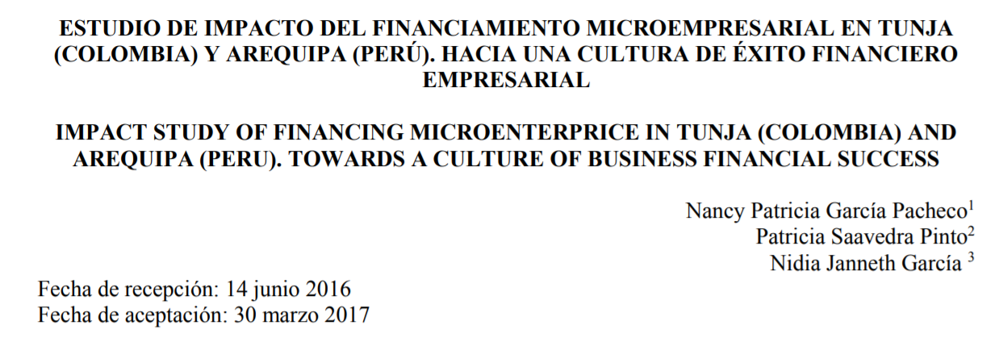 ESTUDIO DE IMPACTO DEL FINANCIAMIENTO MICROEMPRESARIAL EN TUNJA
(COLOMBIA) Y AREQUIPA (PERÚ). HACIA UNA CULTURA DE ÉXITO FINANCIERO
EMPRESARIAL
IMPACT STUDY OF FINANCING MICROENTERPRICE IN TUNJA (COLOMBIA) AND
AREQUIPA (PERU). TOWARDS A CULTURE OF BUSINESS FINANCIAL SUCCESS
Nancy Patricia García Pacheco¹
Patricia Saavedra Pinto²
Nidia Janneth García ³
Fecha de recepción: 14 junio 2016
Fecha de aceptación: 30 marzo 2017